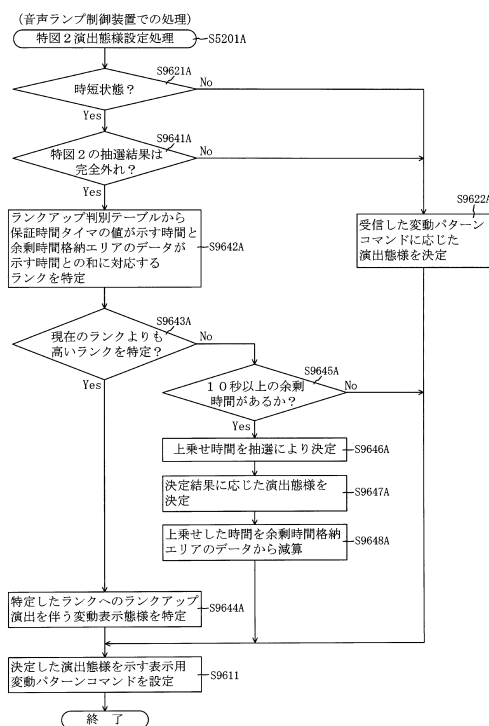 (音声ランプ制御装置での処理)
特図2演出態様設定処理
S5201A
S9621A
時短状態?
No
Yes
S9641A
特図2の抽選結果は
完全外れ?
No
Yes
S9622A
受信した変動パターン
コマンドに応じた
演出態様を決定
ランクアップ判別テーブルから
保証時間タイマの値が示す時間と
余剰時間格納エリアのデータが
示す時間との和に対応する
ランクを特定
S9642A
S9643A
現在のランクよりも
高いランクを特定?
No
Yes
S9645A
10秒以上の余剰
時間があるか?
No
Yes
上乗せ時間を抽選により決定
S9646A
決定結果に応じた演出態様を
決定
S9647A
上乗せした時間を余剰時間格納
エリアのデータから減算
S9648A
特定したランクへのランクアップ
演出を伴う変動表示態様を特定
S9644A
決定した演出態様を示す表示用
変動パターンコマンドを設定
S9611
終 了